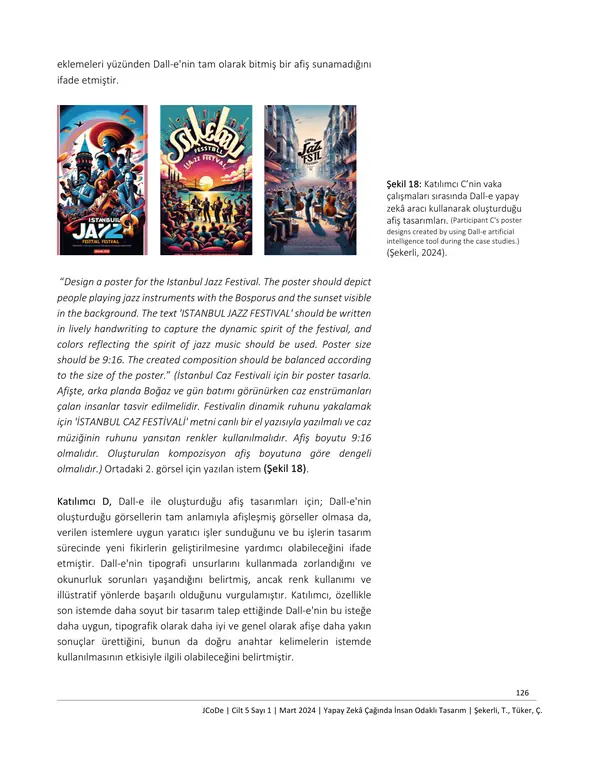 eklemeleri yüzünden Dall-e'nin tam olarak bitmiş bir afiş sunamadığını
ifade etmiştir.
ISTANBUIL
JAZZ
FESTTIAL FESTIVAL
FESSTBLL
JAZZ
Şekil 18: Katılımcı C'nin vaka
çalışmaları sırasında Dall-e yapay
zekâ aracı kullanarak oluşturduğu
afiş tasarımları. (Participant C's poster
designs created by using Dall-e artificial
intelligence tool during the case studies.)
(Şekerli, 2024).
"Design a poster for the Istanbul Jazz Festival. The poster should depict
people playing jazz instruments with the Bosporus and the sunset visible
in the background. The text 'ISTANBUL JAZZ FESTIVAL' should be written
in lively handwriting to capture the dynamic spirit of the festival, and
colors reflecting the spirit of jazz music should be used. Poster size
should be 9:16. The created composition should be balanced according
to the size of the poster." (İstanbul Caz Festivali için bir poster tasarla.
Afişte, arka planda Boğaz ve gün batımı görünürken caz enstrümanları
çalan insanlar tasvir edilmelidir. Festivalin dinamik ruhunu yakalamak
için 'İSTANBUL CAZ FESTİVALİ' metni canlı bir el yazısıyla yazılmalı ve caz
müziğinin ruhunu yansıtan renkler kullanılmalıdır. Afiş boyutu 9:16
olmalıdır. Oluşturulan kompozisyon afiş boyutuna göre dengeli
olmalıdır.) Ortadaki 2. görsel için yazılan istem (Şekil 18).
Katılımcı D, Dall-e ile oluşturduğu afiş tasarımları için; Dall-e'nin
oluşturduğu görsellerin tam anlamıyla afişleşmiş görseller olmasa da,
verilen istemlere uygun yaratıcı işler sunduğunu ve bu işlerin tasarım
sürecinde yeni fikirlerin geliştirilmesine yardımcı olabileceğini ifade
etmiştir. Dall-e'nin tipografi unsurlarını kullanmada zorlandığını ve
okunurluk sorunları yaşandığını belirtmiş, ancak renk kullanımı ve
illüstratif yönlerde başarılı olduğunu vurgulamıştır. Katılımcı, özellikle
son istemde daha soyut bir tasarım talep ettiğinde Dall-e'nin bu isteğe
daha uygun, tipografik olarak daha iyi ve genel olarak afişe daha yakın
sonuçlar ürettiğini, bunun da doğru anahtar kelimelerin istemde
kullanılmasının etkisiyle ilgili olabileceğini belirtmiştir.
126
JCoDe | Cilt 5 Sayı 1 | Mart 2024 | Yapay Zekâ Çağında İnsan Odaklı Tasarım | Şekerli, T., Tüker, Ç.